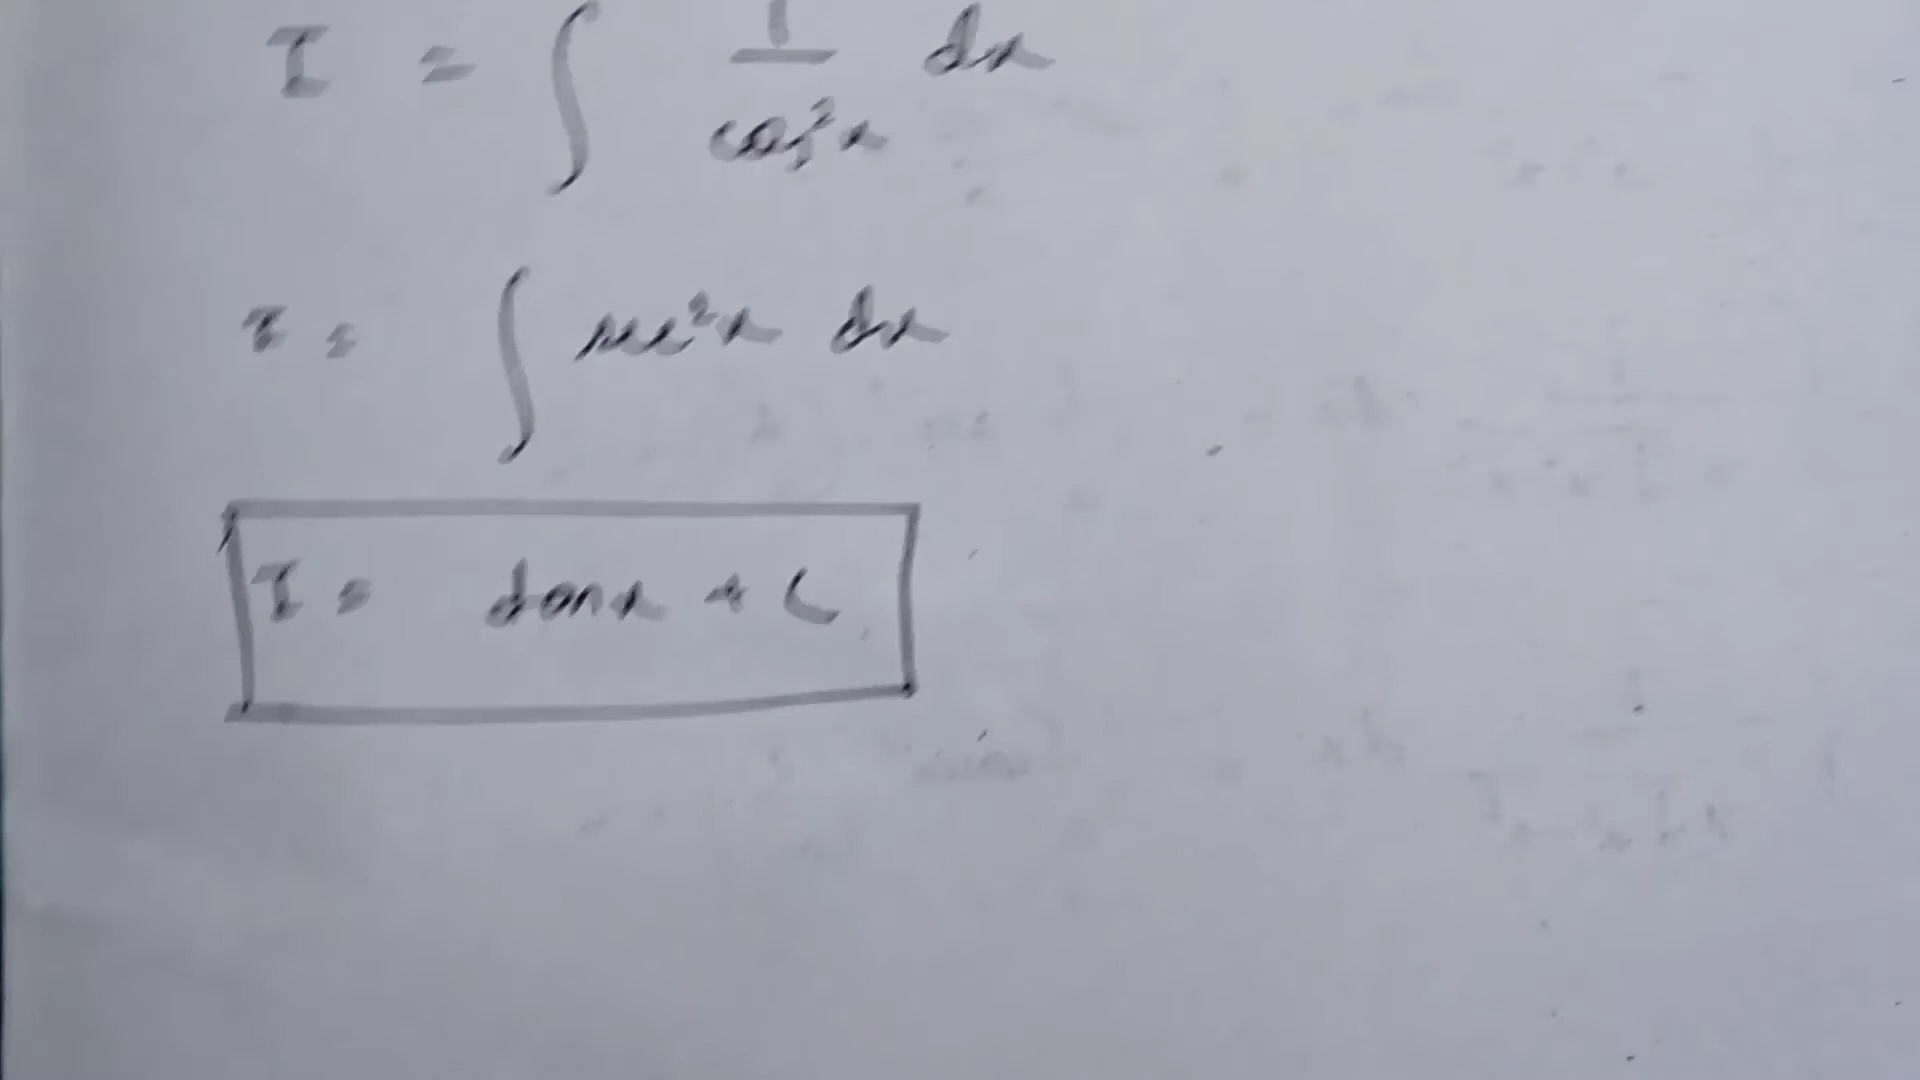 I = ∫ 1/cos²x dx
I = ∫ sec²x dx
I = tanx + C